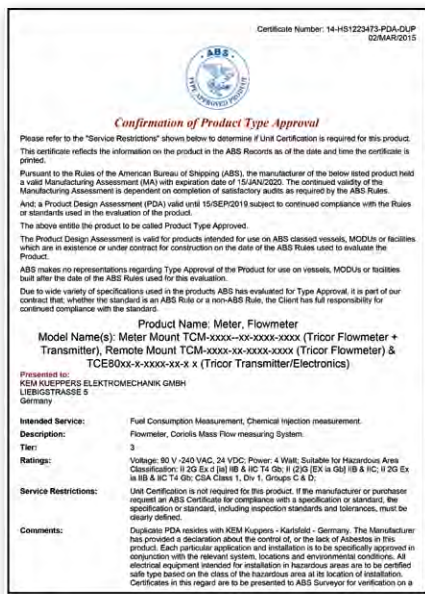 Certificate Number: 14-HS1223473-PDA-DUP
02/MAR/2015
ABS
TYPE APPROVED PRODUCT
Confirmation of Product Type Approval
Please refer to the "Service Restrictions" shown below to determine if Unit Certification is required for this product.
This certificate reflects the information on the product in the ABS Records as of the date and time the certificate is
printed.
Pursuant to the Rules of the American Bureau of Shipping (ABS), the manufacturer of the below listed product held
a valid Manufacturing Assessment (MA) with expiration date of 15/JAN/2020. The continued validity of the
Manufacturing Assessment is dependent on completion of satisfactory audits as required by the ABS Rules.
And; a Product Design Assessment (PDA) valid until 15/SEP/2019 subject to continued compliance with the Rules
or standards used in the evaluation of the product.
The above entitle the product to be called Product Type Approved.
The Product Design Assessment is valid for products intended for use on ABS classed vessels, MODUs or facilities
which are in existence or under contract for construction on the date of the ABS Rules used to evaluate the
Product.
ABS makes no representations regarding Type Approval of the Product for use on vessels, MODUs or facilities
built after the date of the ABS Rules used for this evaluation.
Due to wide variety of specifications used in the products ABS has evaluated for Type Approval, it is part of our
contract that; whether the standard is an ABS Rule or a non-ABS Rule, the Client has full responsibility for
continued compliance with the standard.
Product Name: Meter, Flowmeter
Model Name(s): Meter Mount TCM-xxxx--xx-xxxx-xxxx (Tricor Flowmeter +
Transmitter), Remote Mount TCM-xxxx-xx-xxxx-xxxx (Tricor Flowmeter) &
TCE80xx-x-xxxx-xx-x x (Tricor Transmitter/Electronics)
Presented to:
KEM KUEPPERS ELEKTROMECHANIK GMBH
LIEBIGSTRASSE 5
Germany
Intended Service: Fuel Consumption Measurement, Chemical Injection measurement.
Description: Flowmeter, Coriolis Mass Flow measuring System.
Tier: 3
Ratings: Voltage: 90 V -240 VAC, 24 VDC; Power: 4 Watt; Suitable for Hazardous Area
Classification: II 2G Ex d [ia] IIB & IIC T4 Gb; II (2)G [EX ia Gb] IIB & IIC; II 2G Ex
ia IIB & IIC T4 Gb; CSA Class 1, Div 1, Groups C & D;
Service Restrictions: Unit Certification is not required for this product. If the manufacturer or purchaser
request an ABS Certificate for compliance with a specification or standard, the
specification or standard, including inspection standards and tolerances, must be
clearly defined.
Comments: Duplicate PDA resides with KEM Kuppers - Karlsfeld - Germany. The Manufacturer
has provided a declaration about the control of, or the lack of Asbestos in this
product. Each particular application and installation is to be specifically approved in
conjunction with the relevant system, locations and environmental conditions. All
electrical equipment intended for installation in hazardous areas are to be certified
safe type based on the class of the hazardous area at its location of installation.
Certificates in this regard are to be presented to ABS Surveyor for verification on a